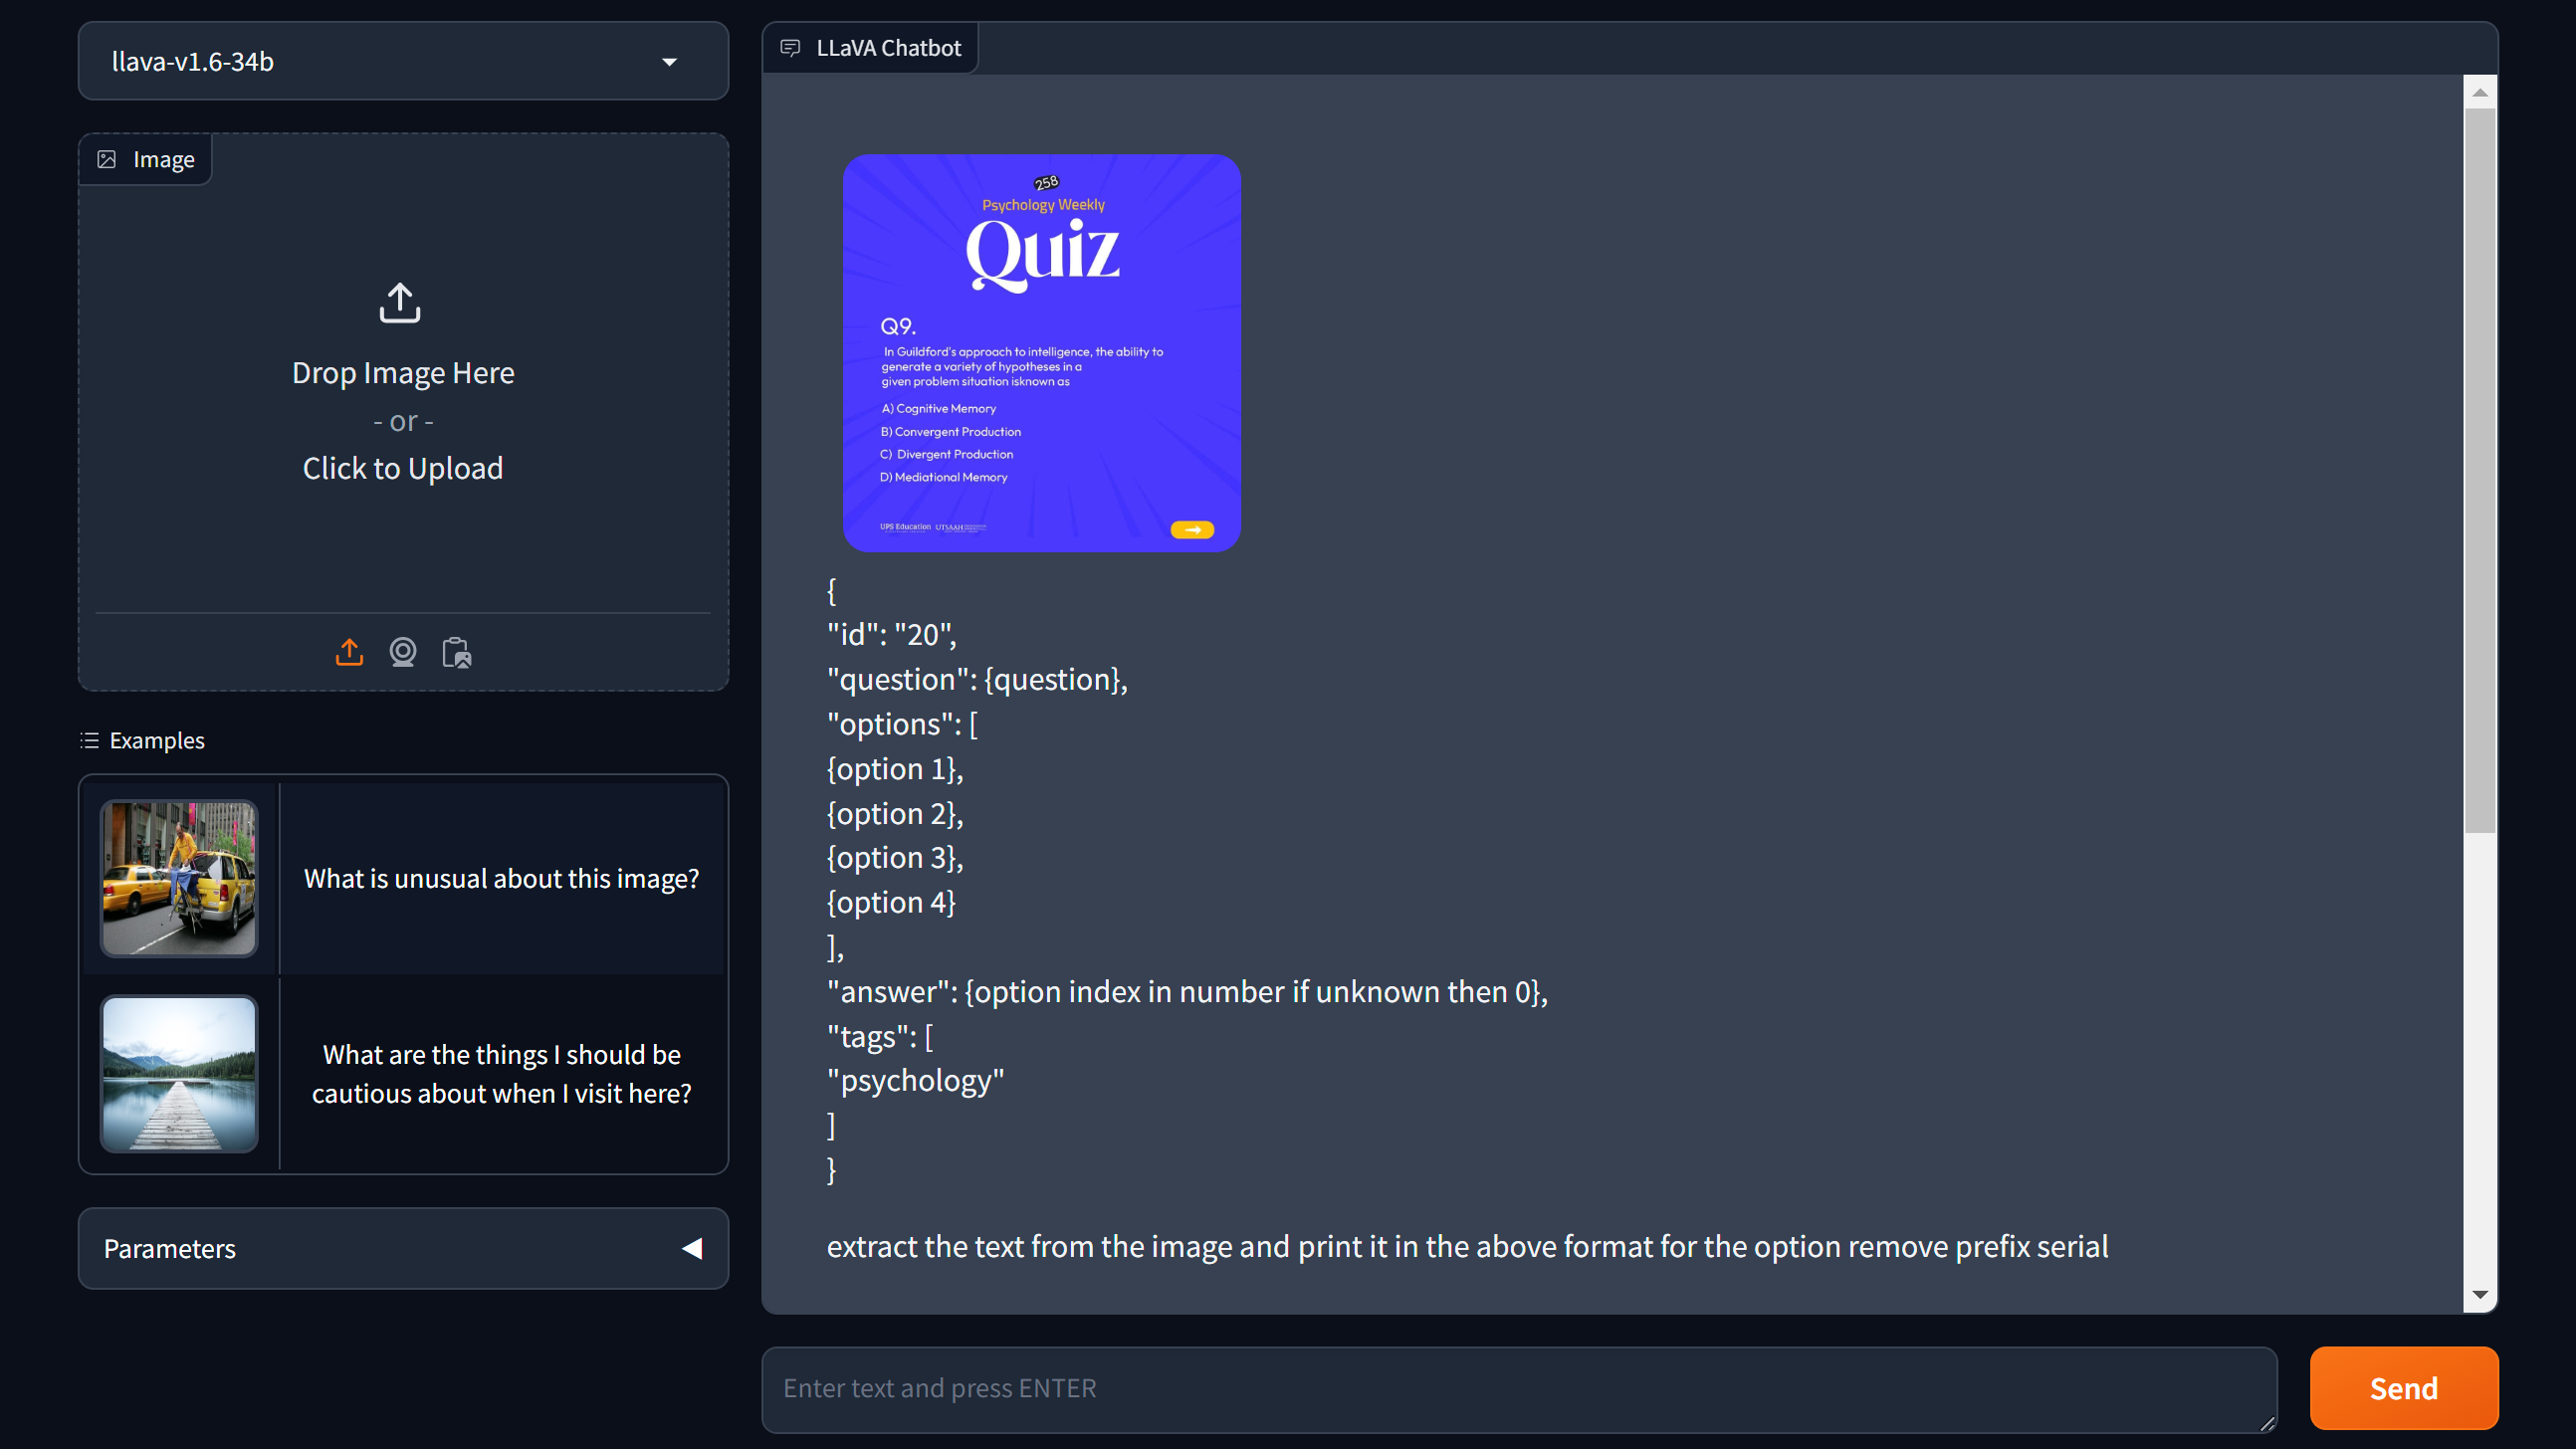 llava-v1.6-34b
Image
Drop Image Here
- or -
Click to Upload
Examples
What is unusual about this image?
What are the things I should be
cautious about when I visit here?
Parameters
LLaVA Chatbot
258
Psychology Weekly
Quiz
Q9.
In Guildford's approach to intelligence, the ability to
generate a variety of hypotheses in a
given problem situation isknown as
A) Cognitive Memory
B) Convergent Production
C) Divergent Production
D) Mediational Memory
UPS Education UTSAAH
{
"id": "20",
"question": {question},
"options": [
{option 1},
{option 2},
{option 3},
{option 4}
],
"answer": {option index in number if unknown then 0},
"tags": [
"psychology"
]
}
extract the text from the image and print it in the above format for the option remove prefix serial
Enter text and press ENTER
Send